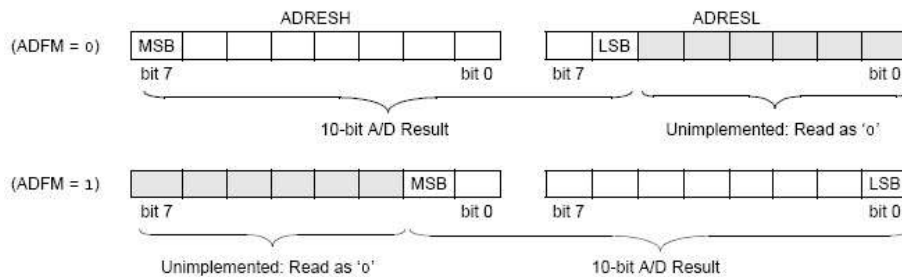 ADRESH ADRESL
(ADFM = 0) MSB LSB
bit 7 bit 0 bit 7 bit 0
10-bit A/D Result Unimplemented: Read as ‘0’
(ADFM = 1) MSB LSB
bit 7 bit 0 bit 7 bit 0
Unimplemented: Read as ‘0’ 10-bit A/D Result